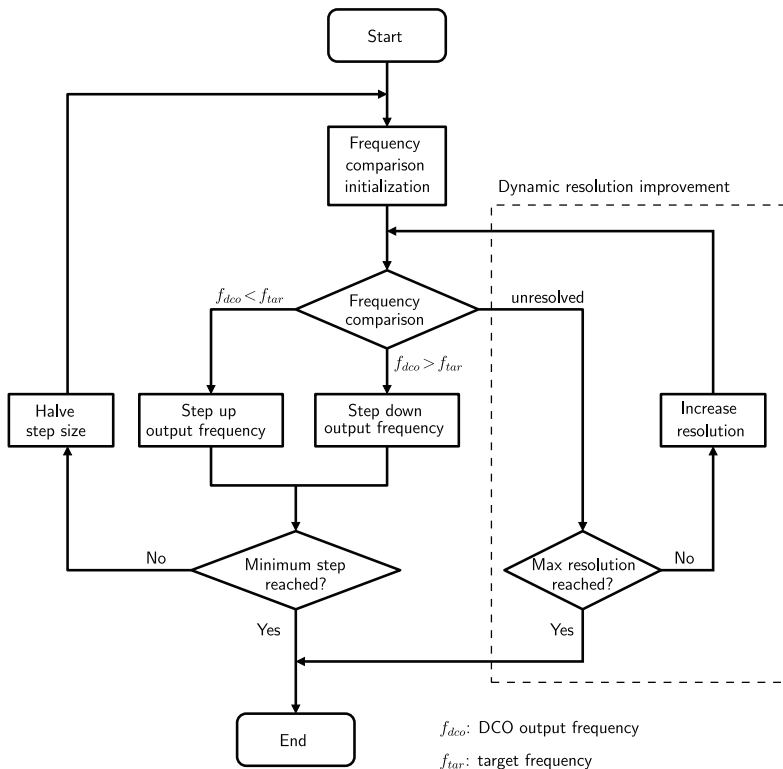 Start
Frequency
comparison
initialization
Dynamic resolution improvement
f_dco < f_tar
Frequency
comparison
unresolved
f_dco > f_tar
Halve
step size
Step up
output frequency
Step down
output frequency
Increase
resolution
No
Minimum step
reached?
Max resolution
reached?
No
Yes
Yes
End
f_dco: DCO output frequency
f_tar: target frequency